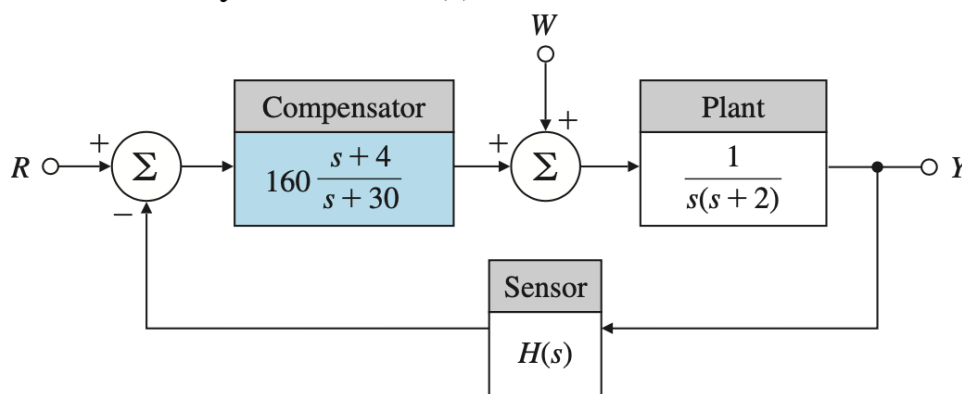 W
Compensator
Plant
+
+
+
R
Σ
160 s + 4 / s + 30
Σ
1 / s(s + 2)
Y
−
Sensor
H(s)